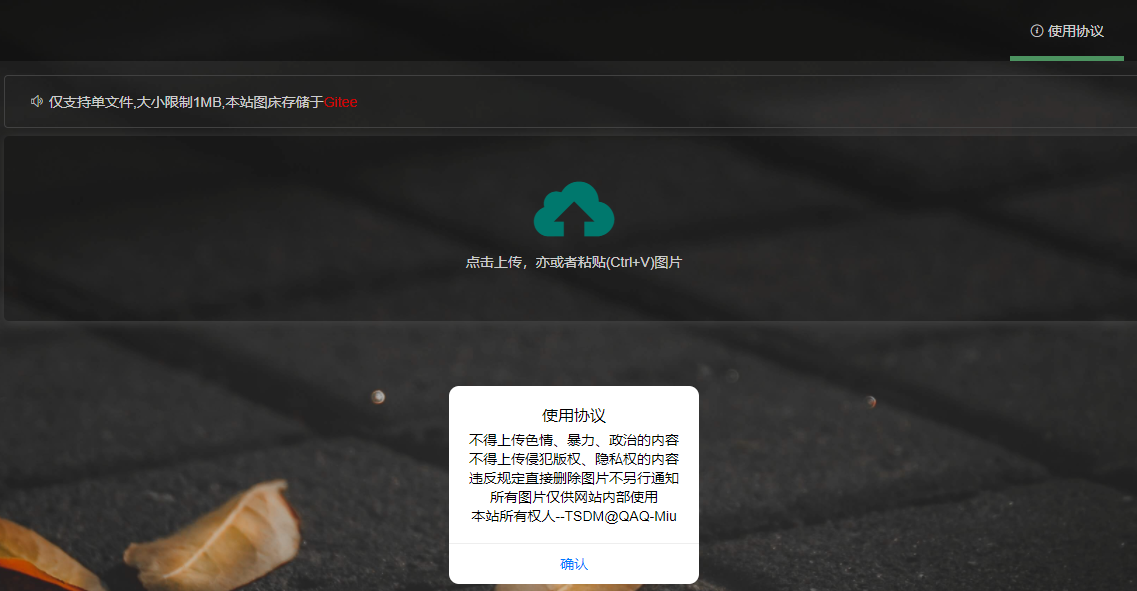 使用协议
仅支持单文件,大小限制1MB,本站图床存储于Gitee
点击上传，亦或者粘贴(Ctrl+V)图片
使用协议
不得上传色情、暴力、政治的内容
不得上传侵犯版权、隐私权的内容
违反规定直接删除图片不另行通知
所有图片仅供网站内部使用
本站所有权人--TSDM@QAQ-Miu
确认